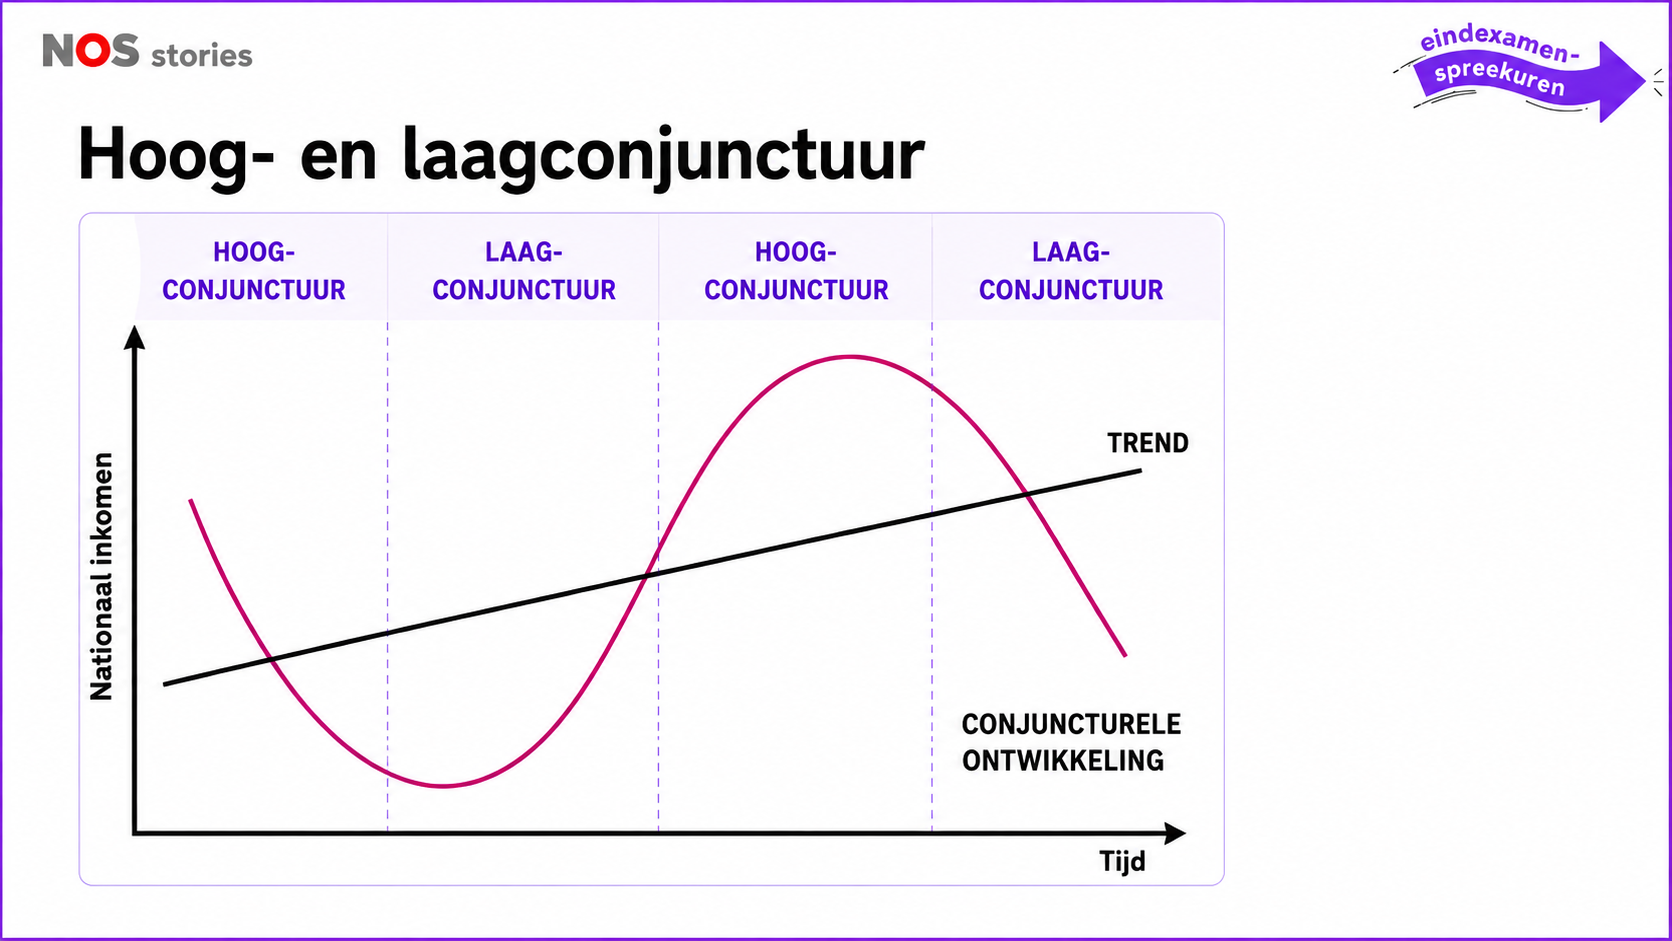 NOS stories
eindexamen-
spreekuren
Hoog- en laagconjunctuur
HOOG-
CONJUNCTUUR
LAAG-
CONJUNCTUUR
HOOG-
CONJUNCTUUR
LAAG-
CONJUNCTUUR
TREND
Nationaal inkomen
CONJUNCTURELE
ONTWIKKELING
Tijd